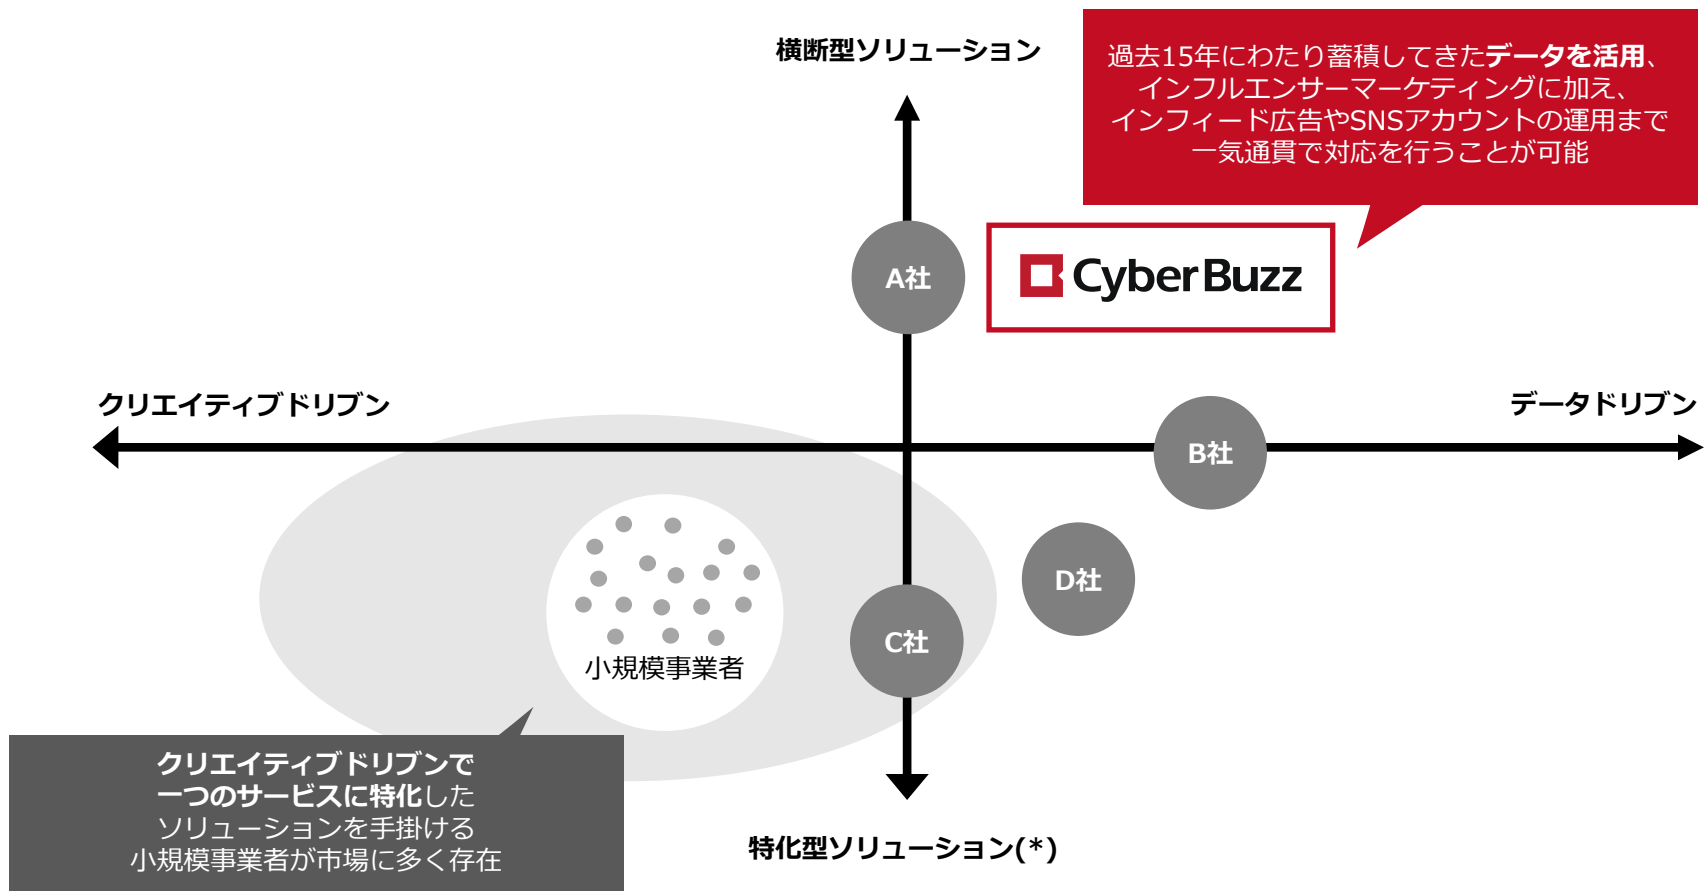 横断型ソリューション
過去15年にわたり蓄積してきたデータを活用、
インフルエンサーマーケティングに加え、
インフィード広告やSNSアカウントの運用まで
一気通貫で対応を行うことが可能
A社
CyberBuzz
クリエイティブドリブン
データドリブン
B社
D社
C社
小規模事業者
クリエイティブドリブンで
一つのサービスに特化した
ソリューションを手掛ける
小規模事業者が市場に多く存在
特化型ソリューション(*)